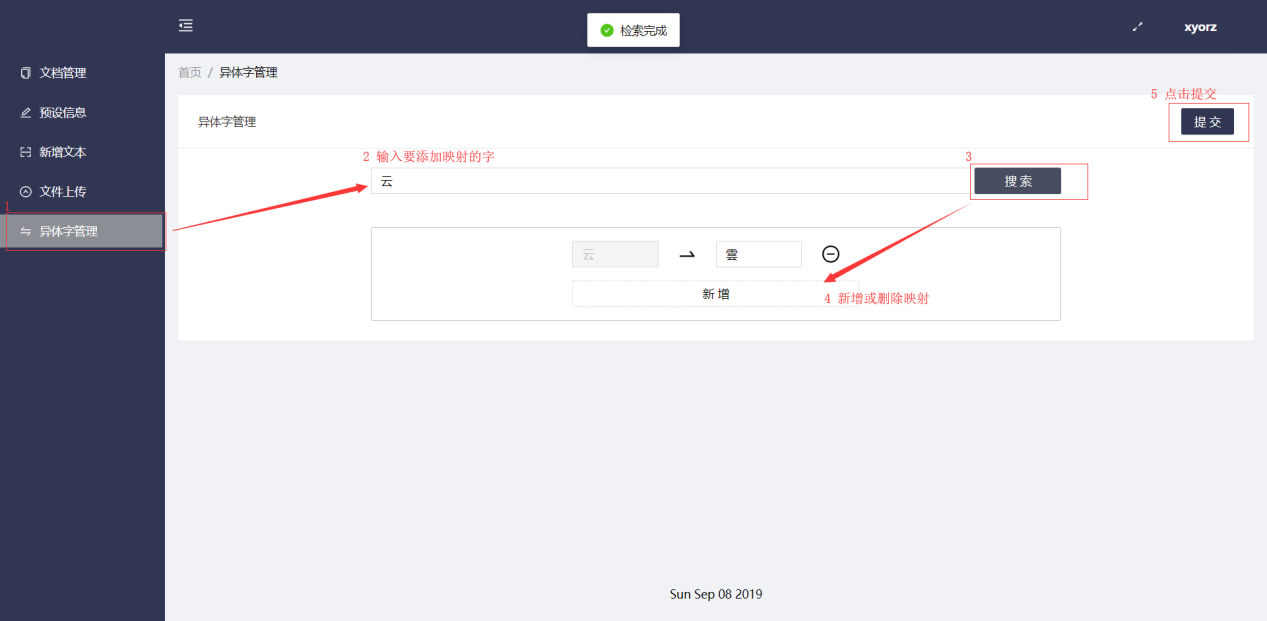 检索完成
xyorz
文档管理
预设信息
新增文本
文件上传
1
异体字管理
首页 / 异体字管理
5 点击提交
异体字管理
提交
2 输入要添加映射的字
3
云
搜索
云
雲
新增
4 新增或删除映射
Sun Sep 08 2019